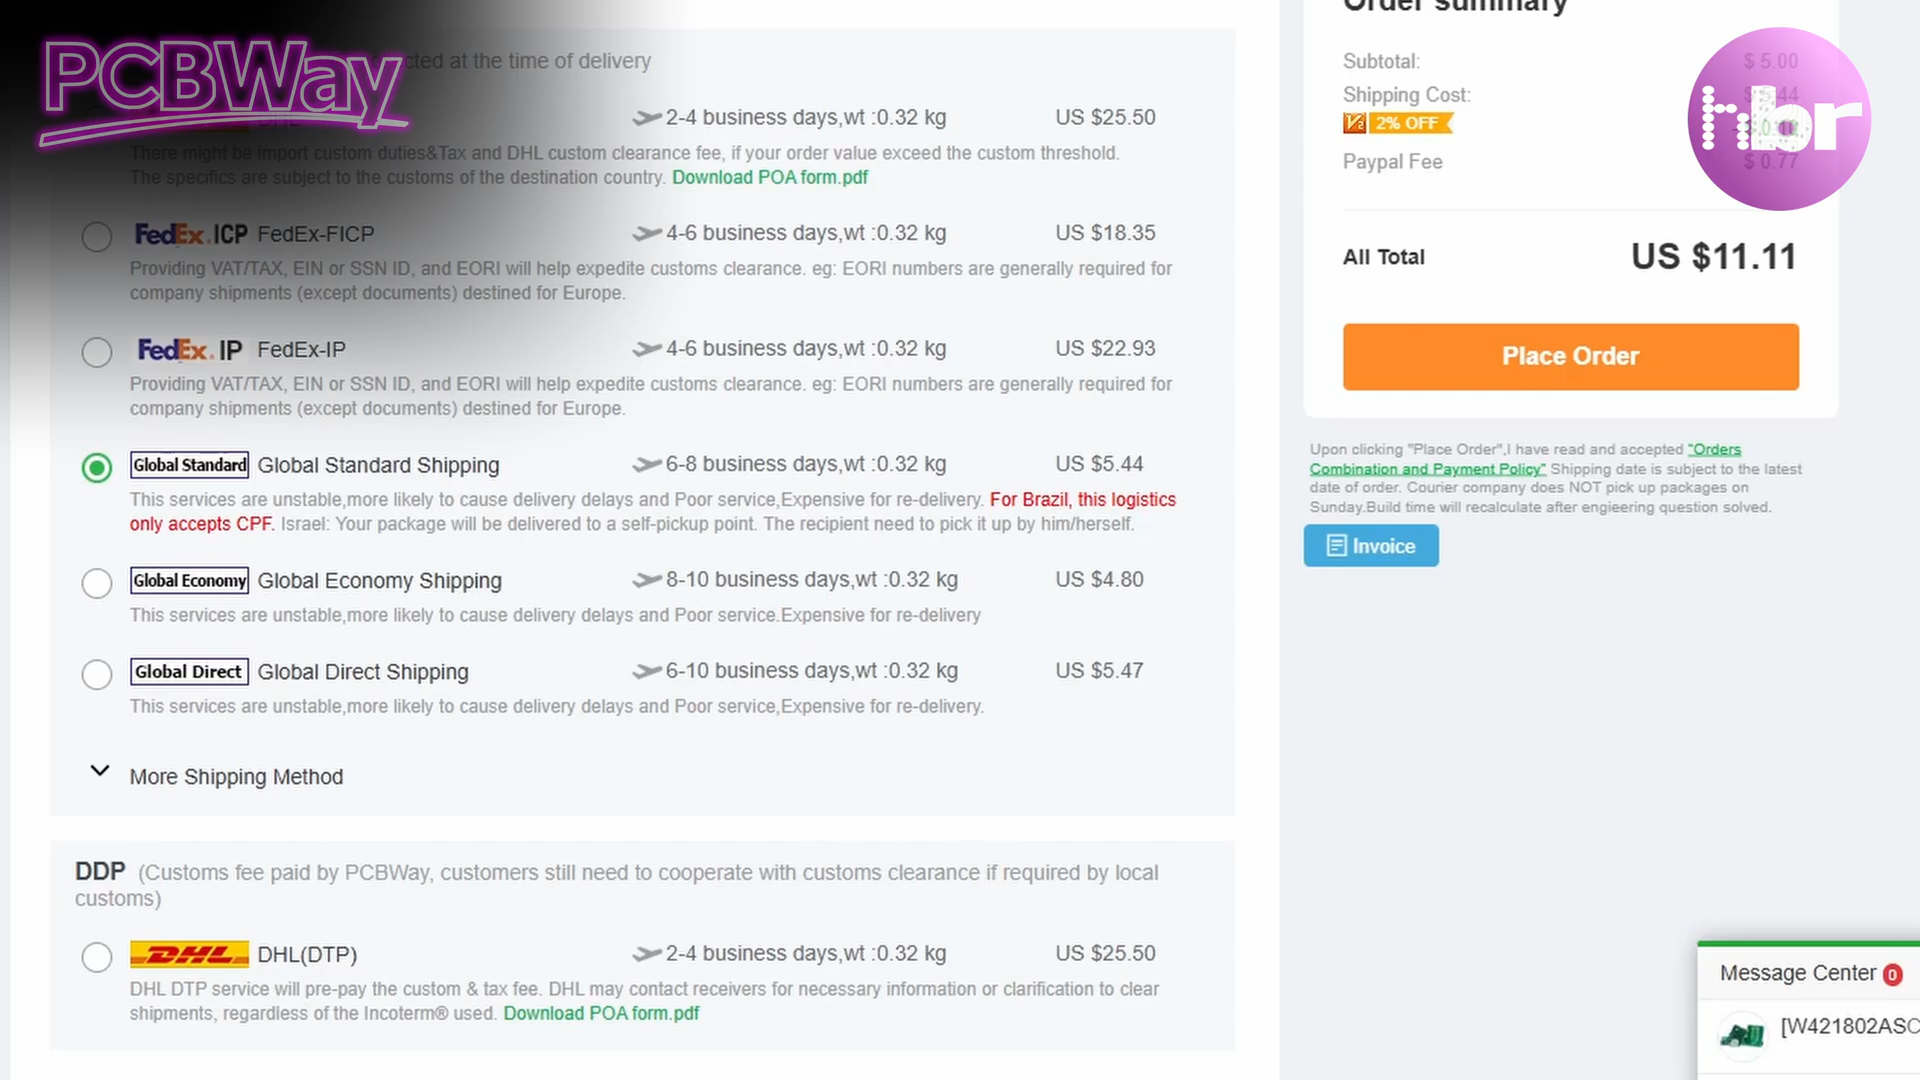 PCBWay
cted at the time of delivery
DHL
2-4 business days,wt :0.32 kg
US $25.50
There might be import custom duties&Tax and DHL custom clearance fee, if your order value exceed the custom threshold.
The specifics are subject to the customs of the destination country. Download POA form.pdf
FedEx.ICP FedEx-FICP
4-6 business days,wt :0.32 kg
US $18.35
Providing VAT/TAX, EIN or SSN ID, and EORI will help expedite customs clearance. eg: EORI numbers are generally required for
company shipments (except documents) destined for Europe.
FedEx.IP FedEx-IP
4-6 business days,wt :0.32 kg
US $22.93
Providing VAT/TAX, EIN or SSN ID, and EORI will help expedite customs clearance. eg: EORI numbers are generally required for
company shipments (except documents) destined for Europe.
Global Standard Global Standard Shipping
6-8 business days,wt :0.32 kg
US $5.44
This services are unstable,more likely to cause delivery delays and Poor service,Expensive for re-delivery. For Brazil, this logistics
only accepts CPF. Israel: Your package will be delivered to a self-pickup point. The recipient need to pick it up by him/herself.
Global Economy Global Economy Shipping
8-10 business days,wt :0.32 kg
US $4.80
This services are unstable,more likely to cause delivery delays and Poor service.Expensive for re-delivery
Global Direct Global Direct Shipping
6-10 business days,wt :0.32 kg
US $5.47
This services are unstable,more likely to cause delivery delays and Poor service,Expensive for re-delivery.
More Shipping Method
DDP (Customs fee paid by PCBWay, customers still need to cooperate with customs clearance if required by local
customs)
DHL DHL(DTP)
2-4 business days,wt :0.32 kg
US $25.50
DHL DTP service will pre-pay the custom & tax fee. DHL may contact receivers for necessary information or clarification to clear
shipments, regardless of the Incoterm® used. Download POA form.pdf
Order summary
Subtotal:
$ 5.00
Shipping Cost:
$ 5.44
2% OFF
Paypal Fee
$ 0.77
hbr
All Total
US $11.11
Place Order
Upon clicking "Place Order",I have read and accepted "Orders
Combination and Payment Policy" Shipping date is subject to the latest
date of order. Courier company does NOT pick up packages on
Sunday.Build time will recalculate after engieering question solved.
Invoice
Message Center 0
[W421802ASC